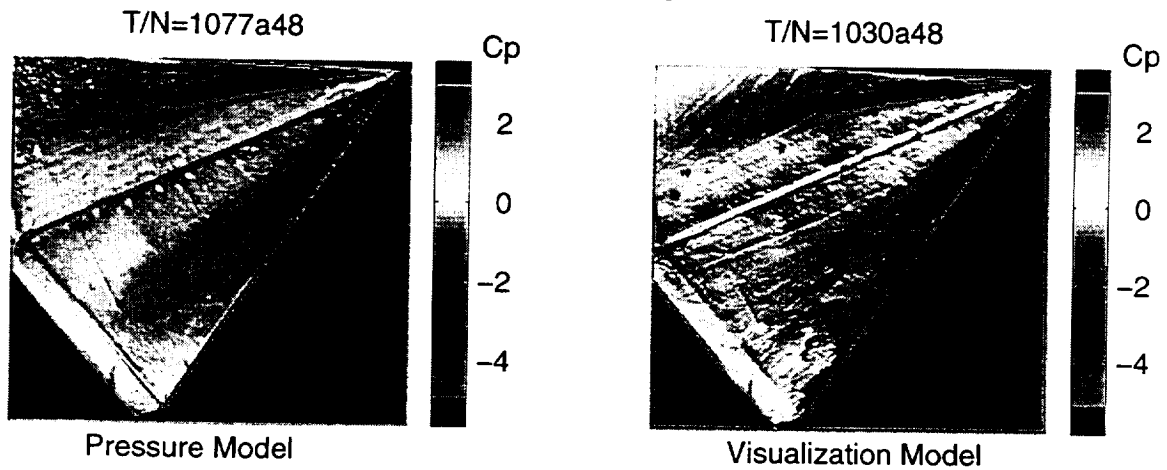 T/N=1077a48
Cp
2
0
−2
−4
Pressure Model
T/N=1030a48
Cp
2
0
−2
−4
Visualization Model